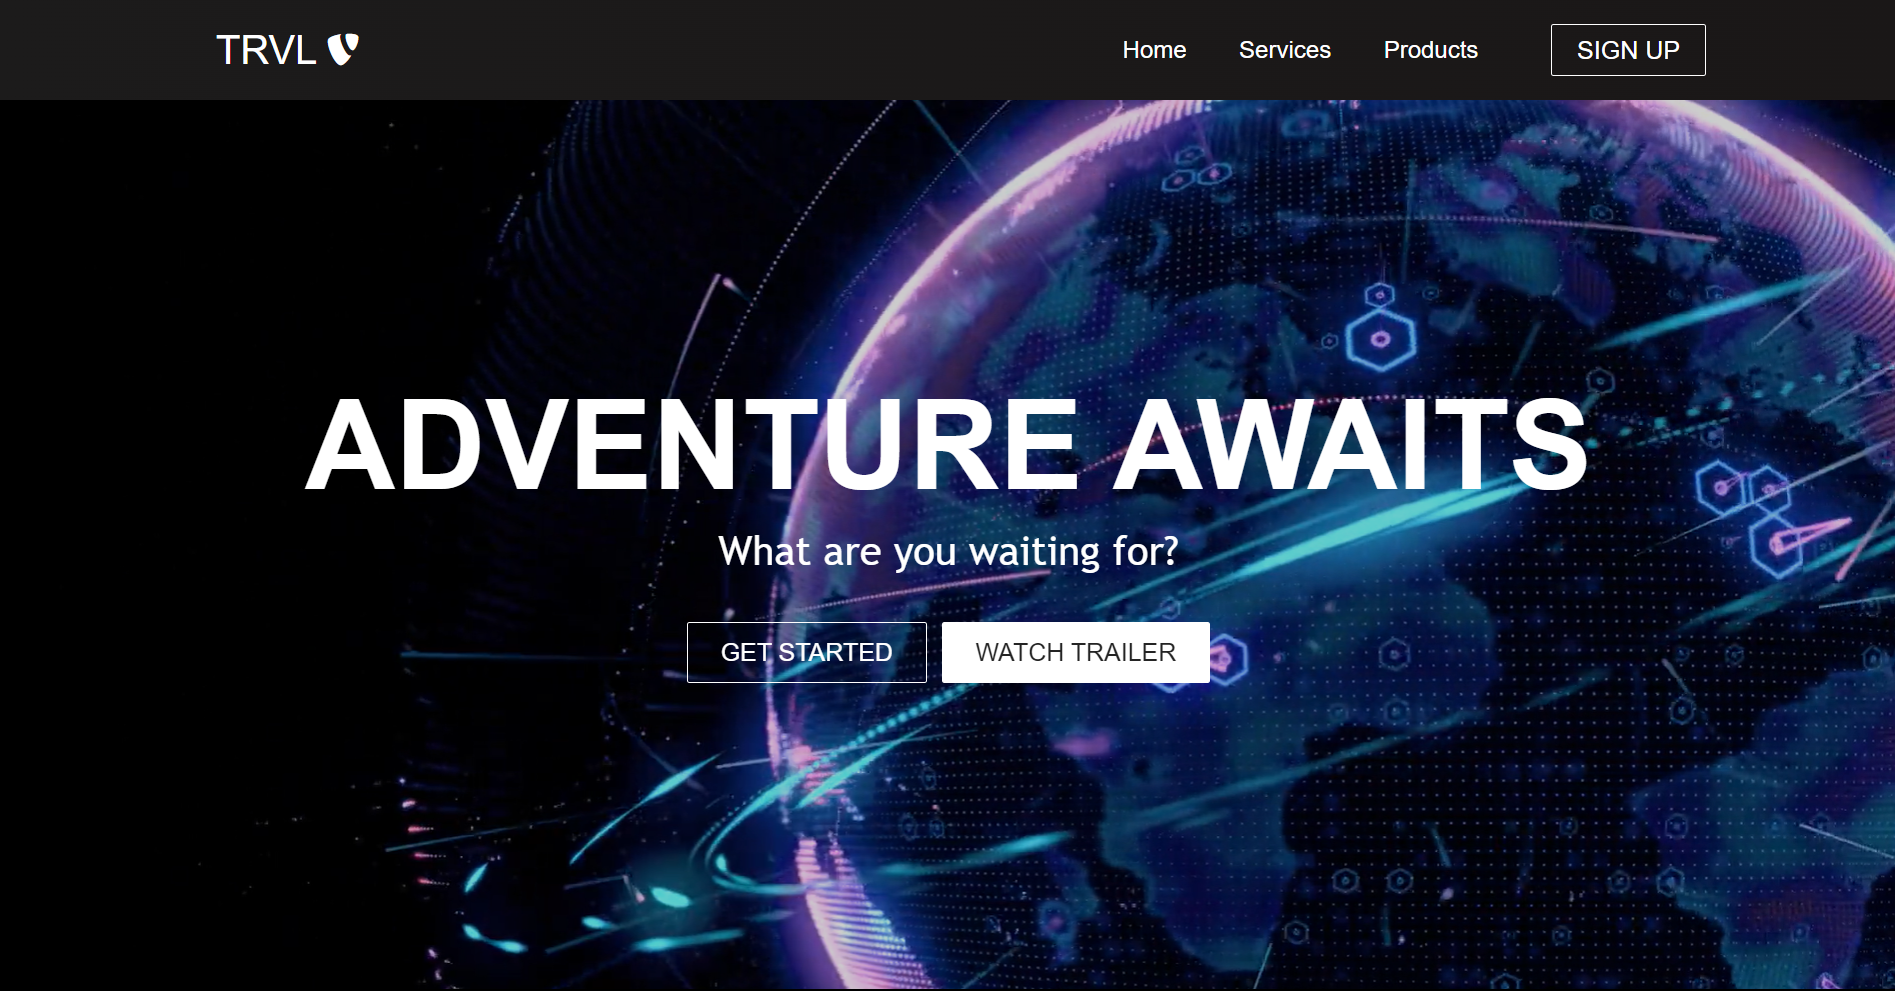 TRVL
Home Services Products SIGN UP
ADVENTURE AWAITS
What are you waiting for?
GET STARTED WATCH TRAILER